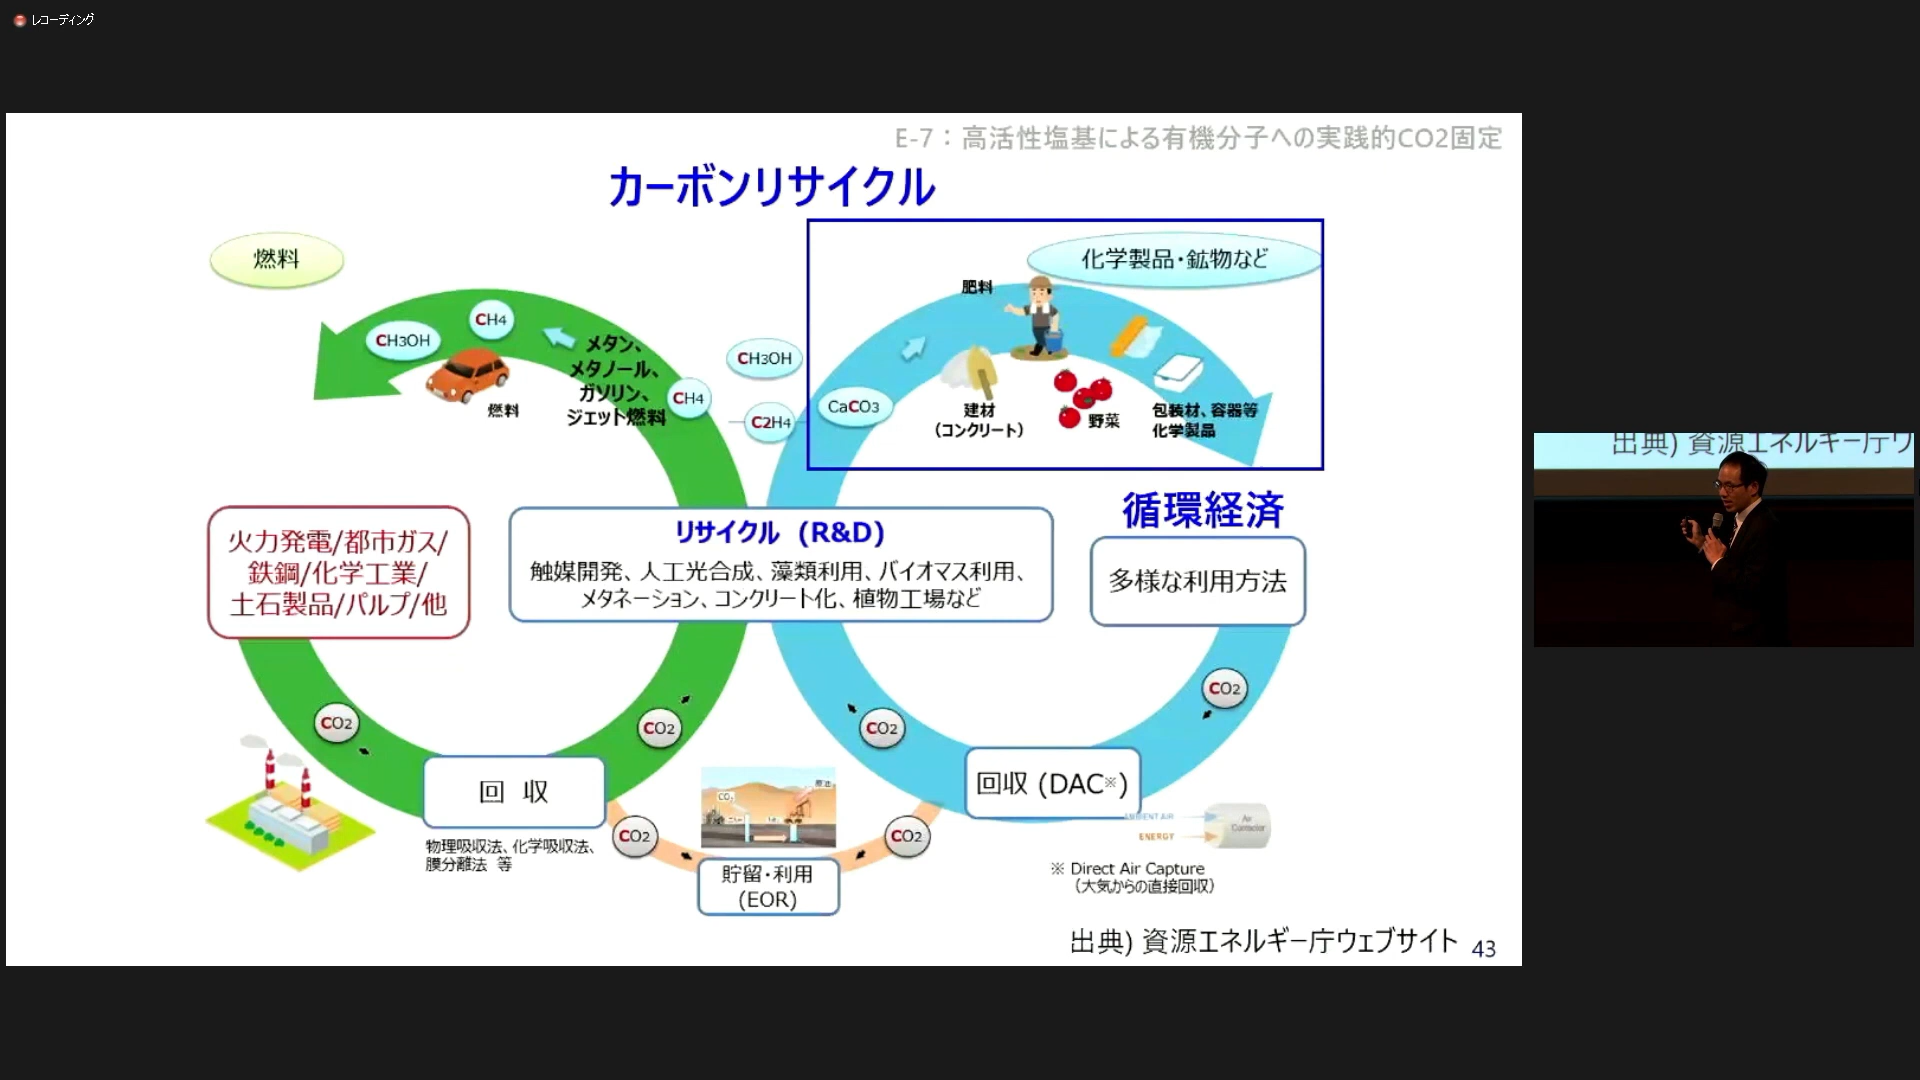 レコーディング
E-7：高活性塩基による有機分子への実践的CO2固定
カーボンリサイクル
燃料
化学製品・鉱物など
肥料
CH4
CH3OH
メタン、
メタノール、
ガソリン、
ジェット燃料
燃料
CH4
CH3OH
C2H4
CaCO3
建材
（コンクリート）
野菜
包装材、容器等
化学製品
循環経済
火力発電/都市ガス/
鉄鋼/化学工業/
土石製品/パルプ/他
リサイクル（R&D）
触媒開発、人工光合成、藻類利用、バイオマス利用、
メタネーション、コンクリート化、植物工場など
多様な利用方法
CO2
CO2
CO2
CO2
回 収
物理吸収法、化学吸収法、
膜分離法 等
CO2
CO2
CO2
貯留・利用
(EOR)
回収 (DAC※)
AMBIENT AIR
ENERGY
Air
Contactor
※ Direct Air Capture
（大気からの直接回収）
出典) 資源エネルギー庁ウェブサイト
43
出典) 資源エネルギー庁ウ